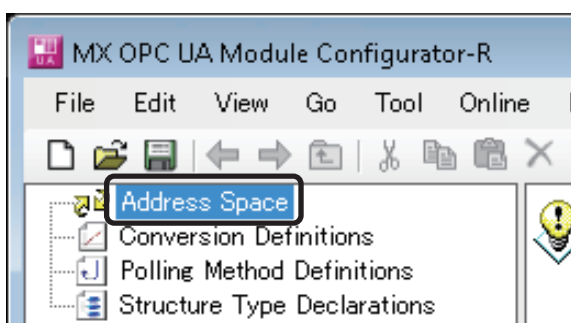 MX OPC UA Module Configurator-R
File Edit View Go Tool Online
Address Space
Conversion Definitions
Polling Method Definitions
Structure Type Declarations